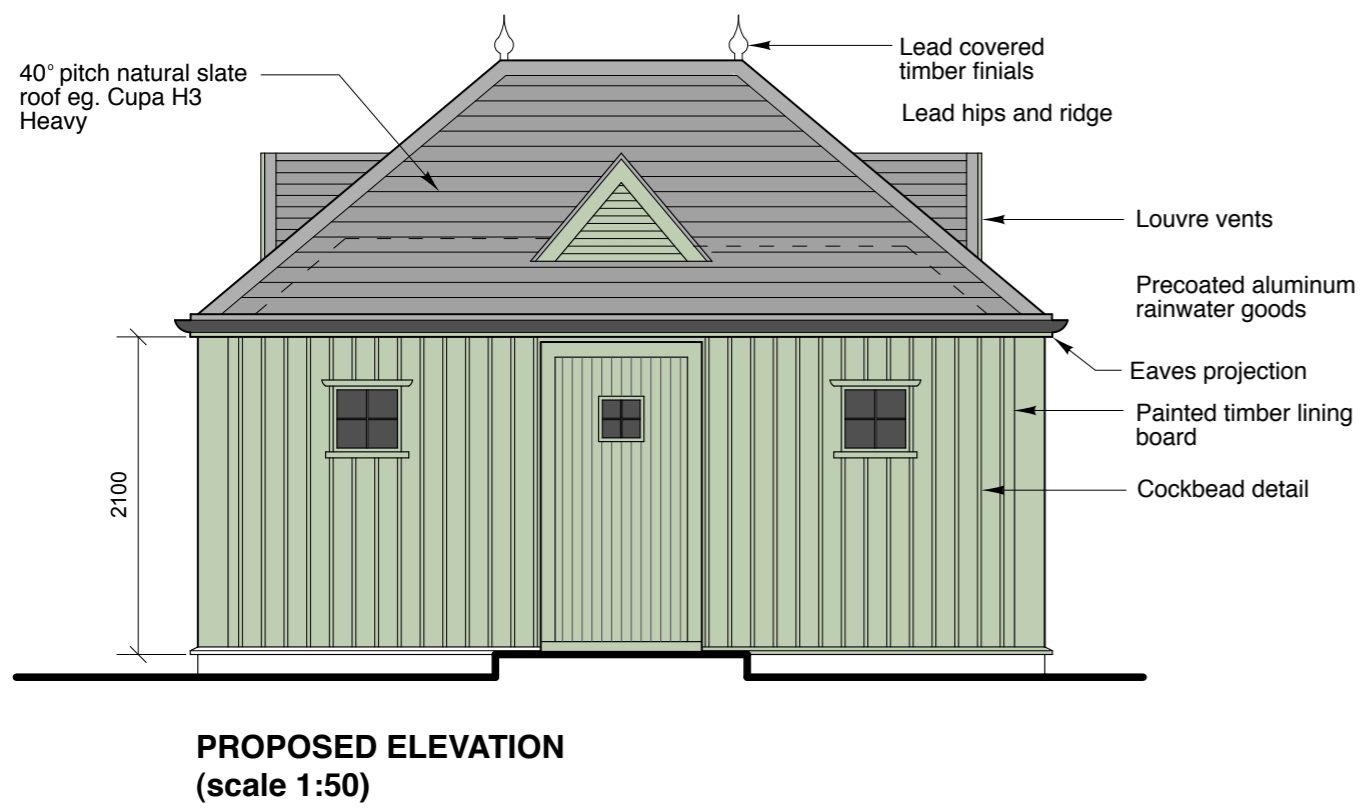 40° pitch natural slate
roof eg. Cupa H3
Heavy
Lead covered
timber finials
Lead hips and ridge
Louvre vents
Precoated aluminum
rainwater goods
Eaves projection
Painted timber lining
board
Cockbead detail
2100
PROPOSED ELEVATION
(scale 1:50)